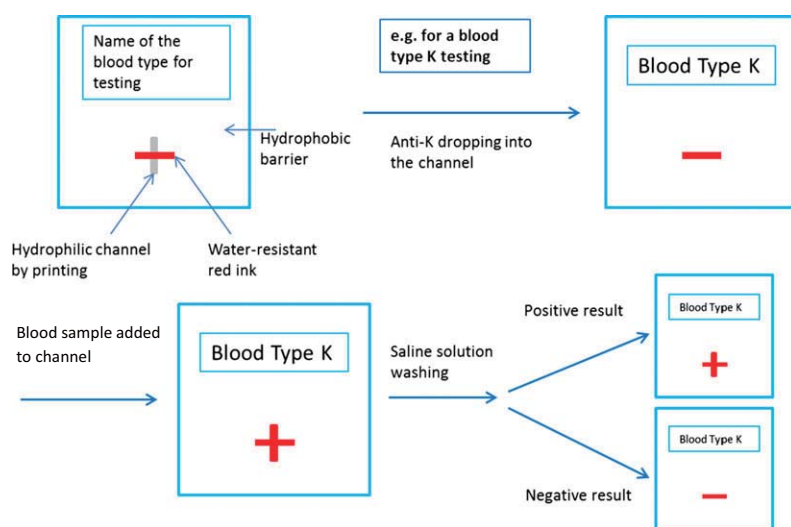 Name of the
blood type for
testing
Hydrophobic
barrier
Hydrophilic channel
by printing
Water-resistant
red ink
e.g. for a blood
type K testing
Anti-K dropping into
the channel
Blood Type K
Blood sample added
to channel
Blood Type K
Saline solution
washing
Positive result
Blood Type K
Negative result
Blood Type K